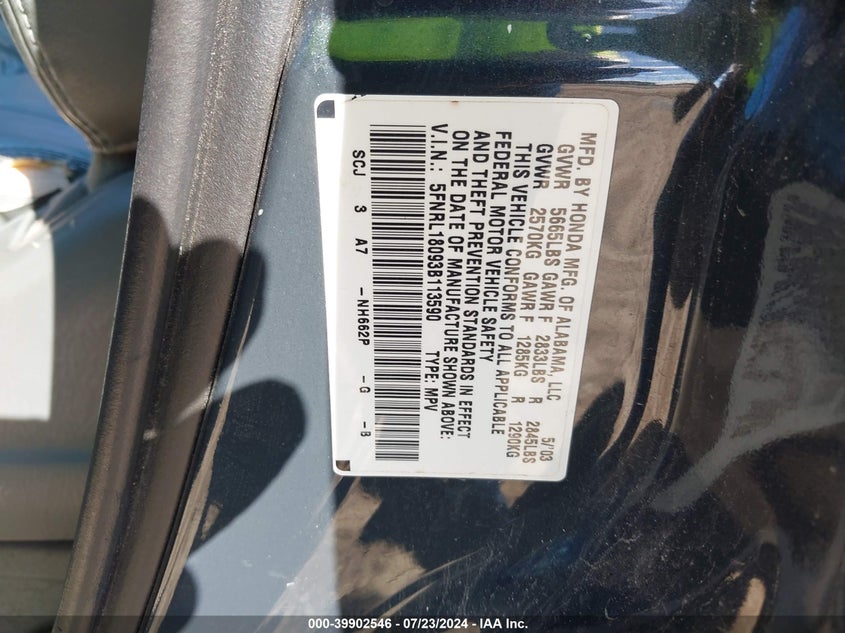 MFD. BY HONDA MFG. OF ALABAMA, LLC 5/03
GVWR 5665LBS GAWR F 2833LBS R 2845LBS
GVWR 2570KG GAWR F 1285KG R 1290KG
THIS VEHICLE CONFORMS TO ALL APPLICABLE
FEDERAL MOTOR VEHICLE SAFETY
AND THEFT PREVENTION STANDARDS IN EFFECT
ON THE DATE OF MANUFACTURE SHOWN ABOVE:
V.I.N.: 5FNRL18093B113590 TYPE: MPV
SCJ 3 A7 -NH662P -G -B
000-39902546 / 07/23/2024 - IAA Inc.